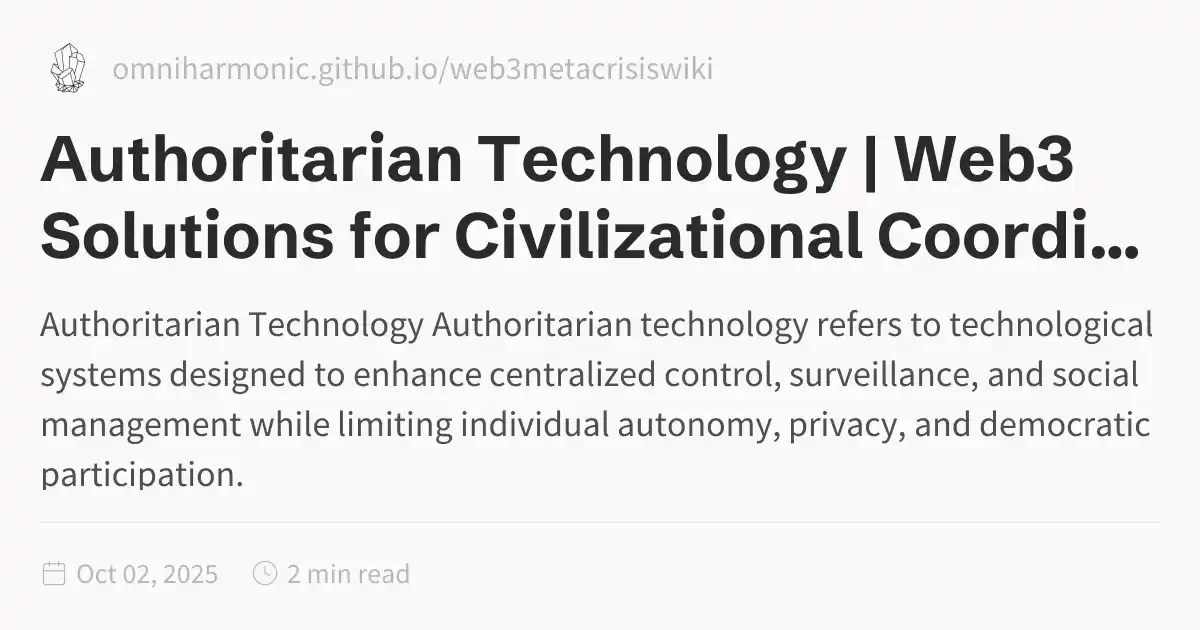 omniharmonic.github.io/web3metacrisiswiki
Authoritarian Technology | Web3
Solutions for Civilizational Coordi...
Authoritarian Technology Authoritarian technology refers to technological
systems designed to enhance centralized control, surveillance, and social
management while limiting individual autonomy, privacy, and democratic
participation.
Oct 02, 2025 2 min read